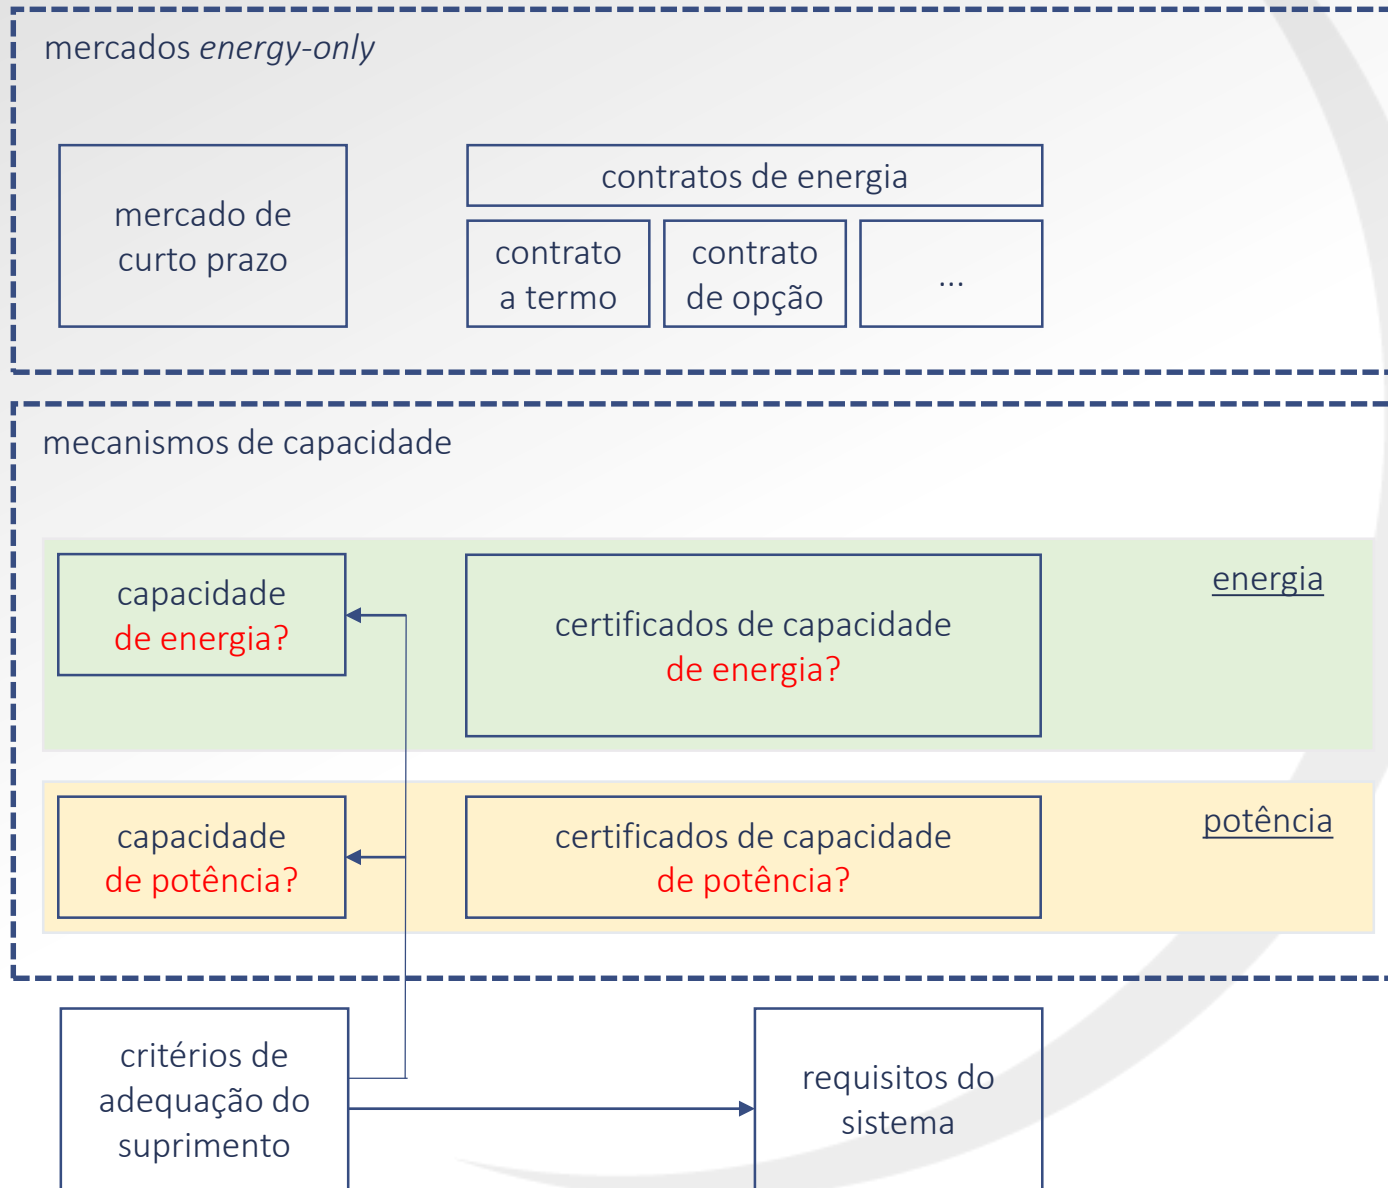 mercados energy-only
mercado de
curto prazo
contratos de energia
contrato
a termo
contrato
de opção
...
mecanismos de capacidade
capacidade
de energia?
certificados de capacidade
de energia?
energia
capacidade
de potência?
certificados de capacidade
de potência?
potência
critérios de
adequação do
suprimento
requisitos do
sistema